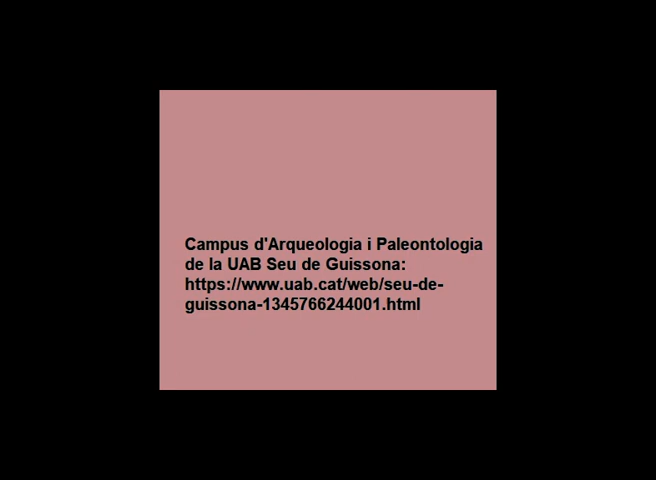 Campus d'Arqueologia i Paleontologia
de la UAB Seu de Guissona:
https://www.uab.cat/web/seu-de-
guissona-1345766244001.html